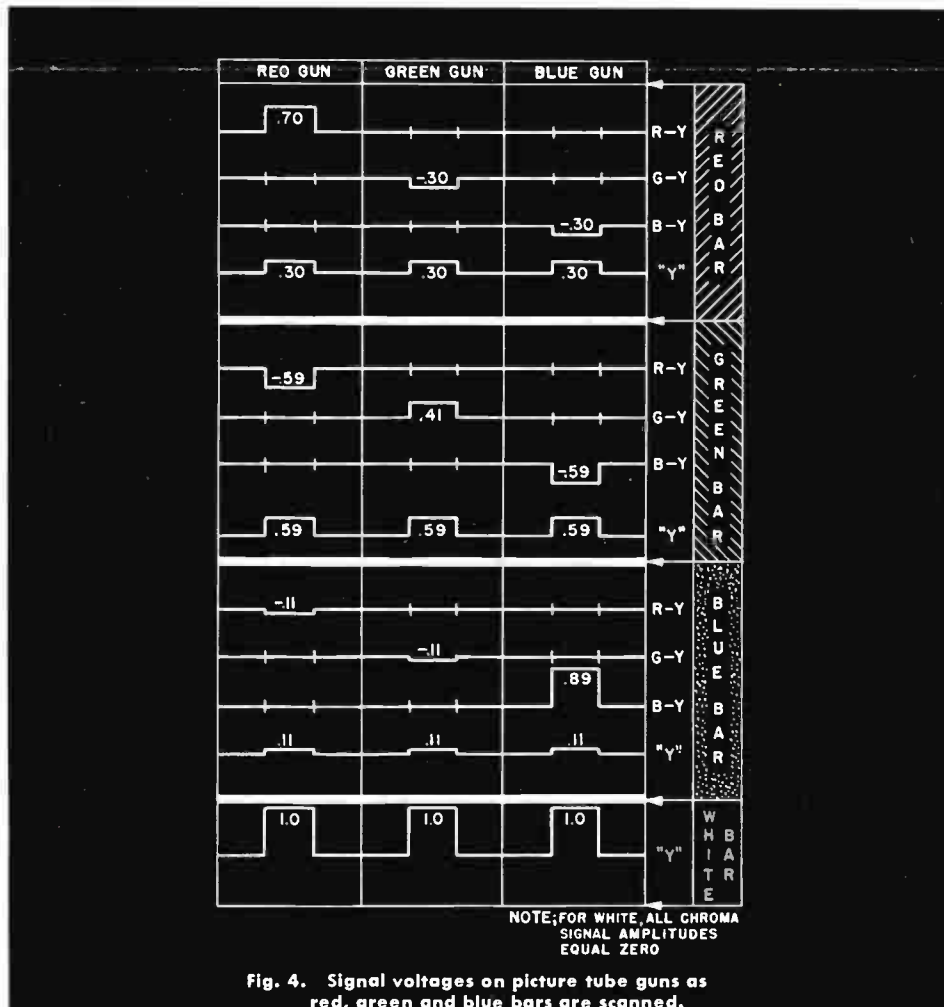 RED GUN GREEN GUN BLUE GUN
.70 R-Y
-.30 G-Y
-.30 B-Y
.30 .30 .30 "Y"
RED BAR
-.59 R-Y
.41 G-Y
-.59 B-Y
.59 .59 .59 "Y"
GREEN BAR
-.11 R-Y
-.11 G-Y
.89 B-Y
.11 .11 .11 "Y"
BLUE BAR
1.0 1.0 1.0 "Y"
WHITE BAR
NOTE; FOR WHITE, ALL CHROMA
SIGNAL AMPLITUDES
EQUAL ZERO
Fig. 4. Signal voltages on picture tube guns as
red, green and blue bars are scanned.